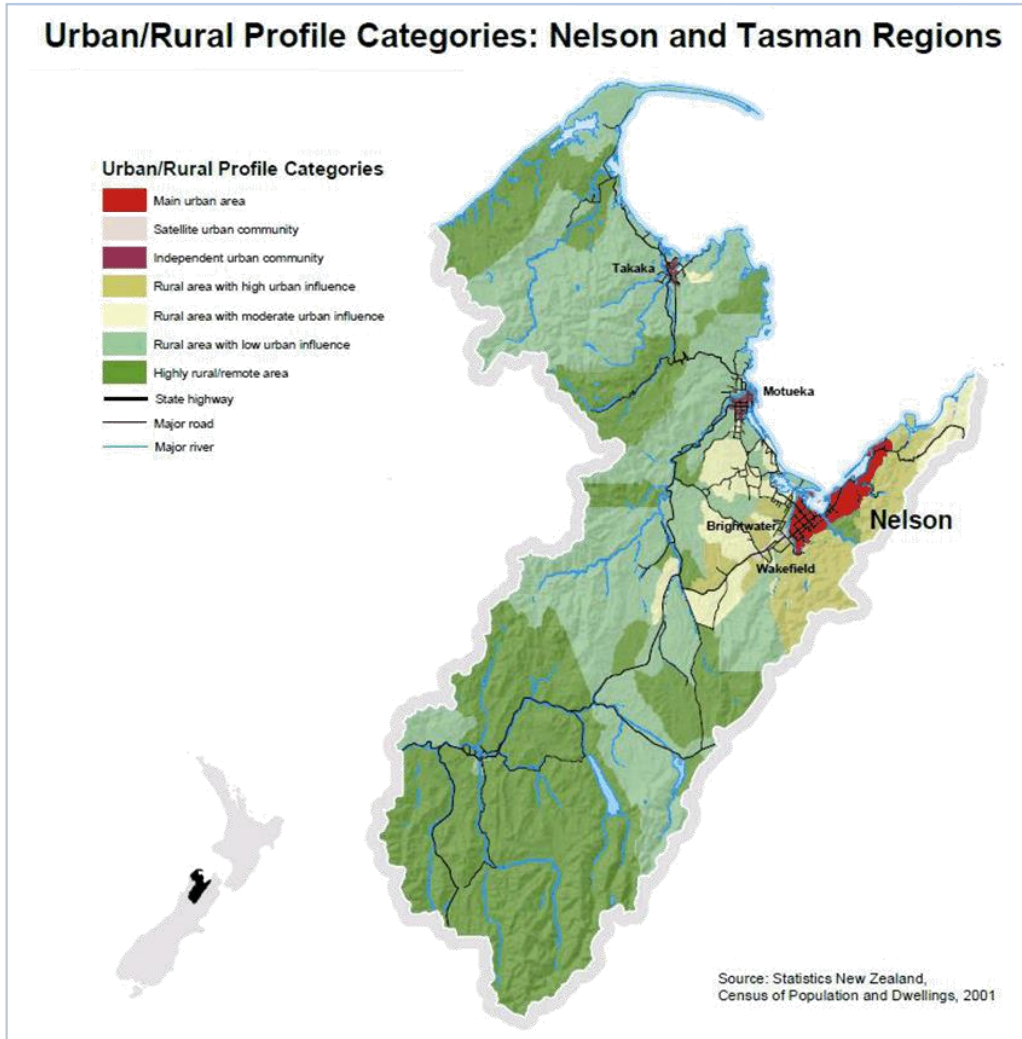 Urban/Rural Profile Categories: Nelson and Tasman Regions
Urban/Rural Profile Categories
Main urban area
Satellite urban community
Independent urban community
Rural area with high urban influence
Rural area with moderate urban influence
Rural area with low urban influence
Highly rural/remote area
State highway
Major road
Major river
Takaka
Motueka
Nelson
Brightwater
Wakefield
Source: Statistics New Zealand,
Census of Population and Dwellings, 2001